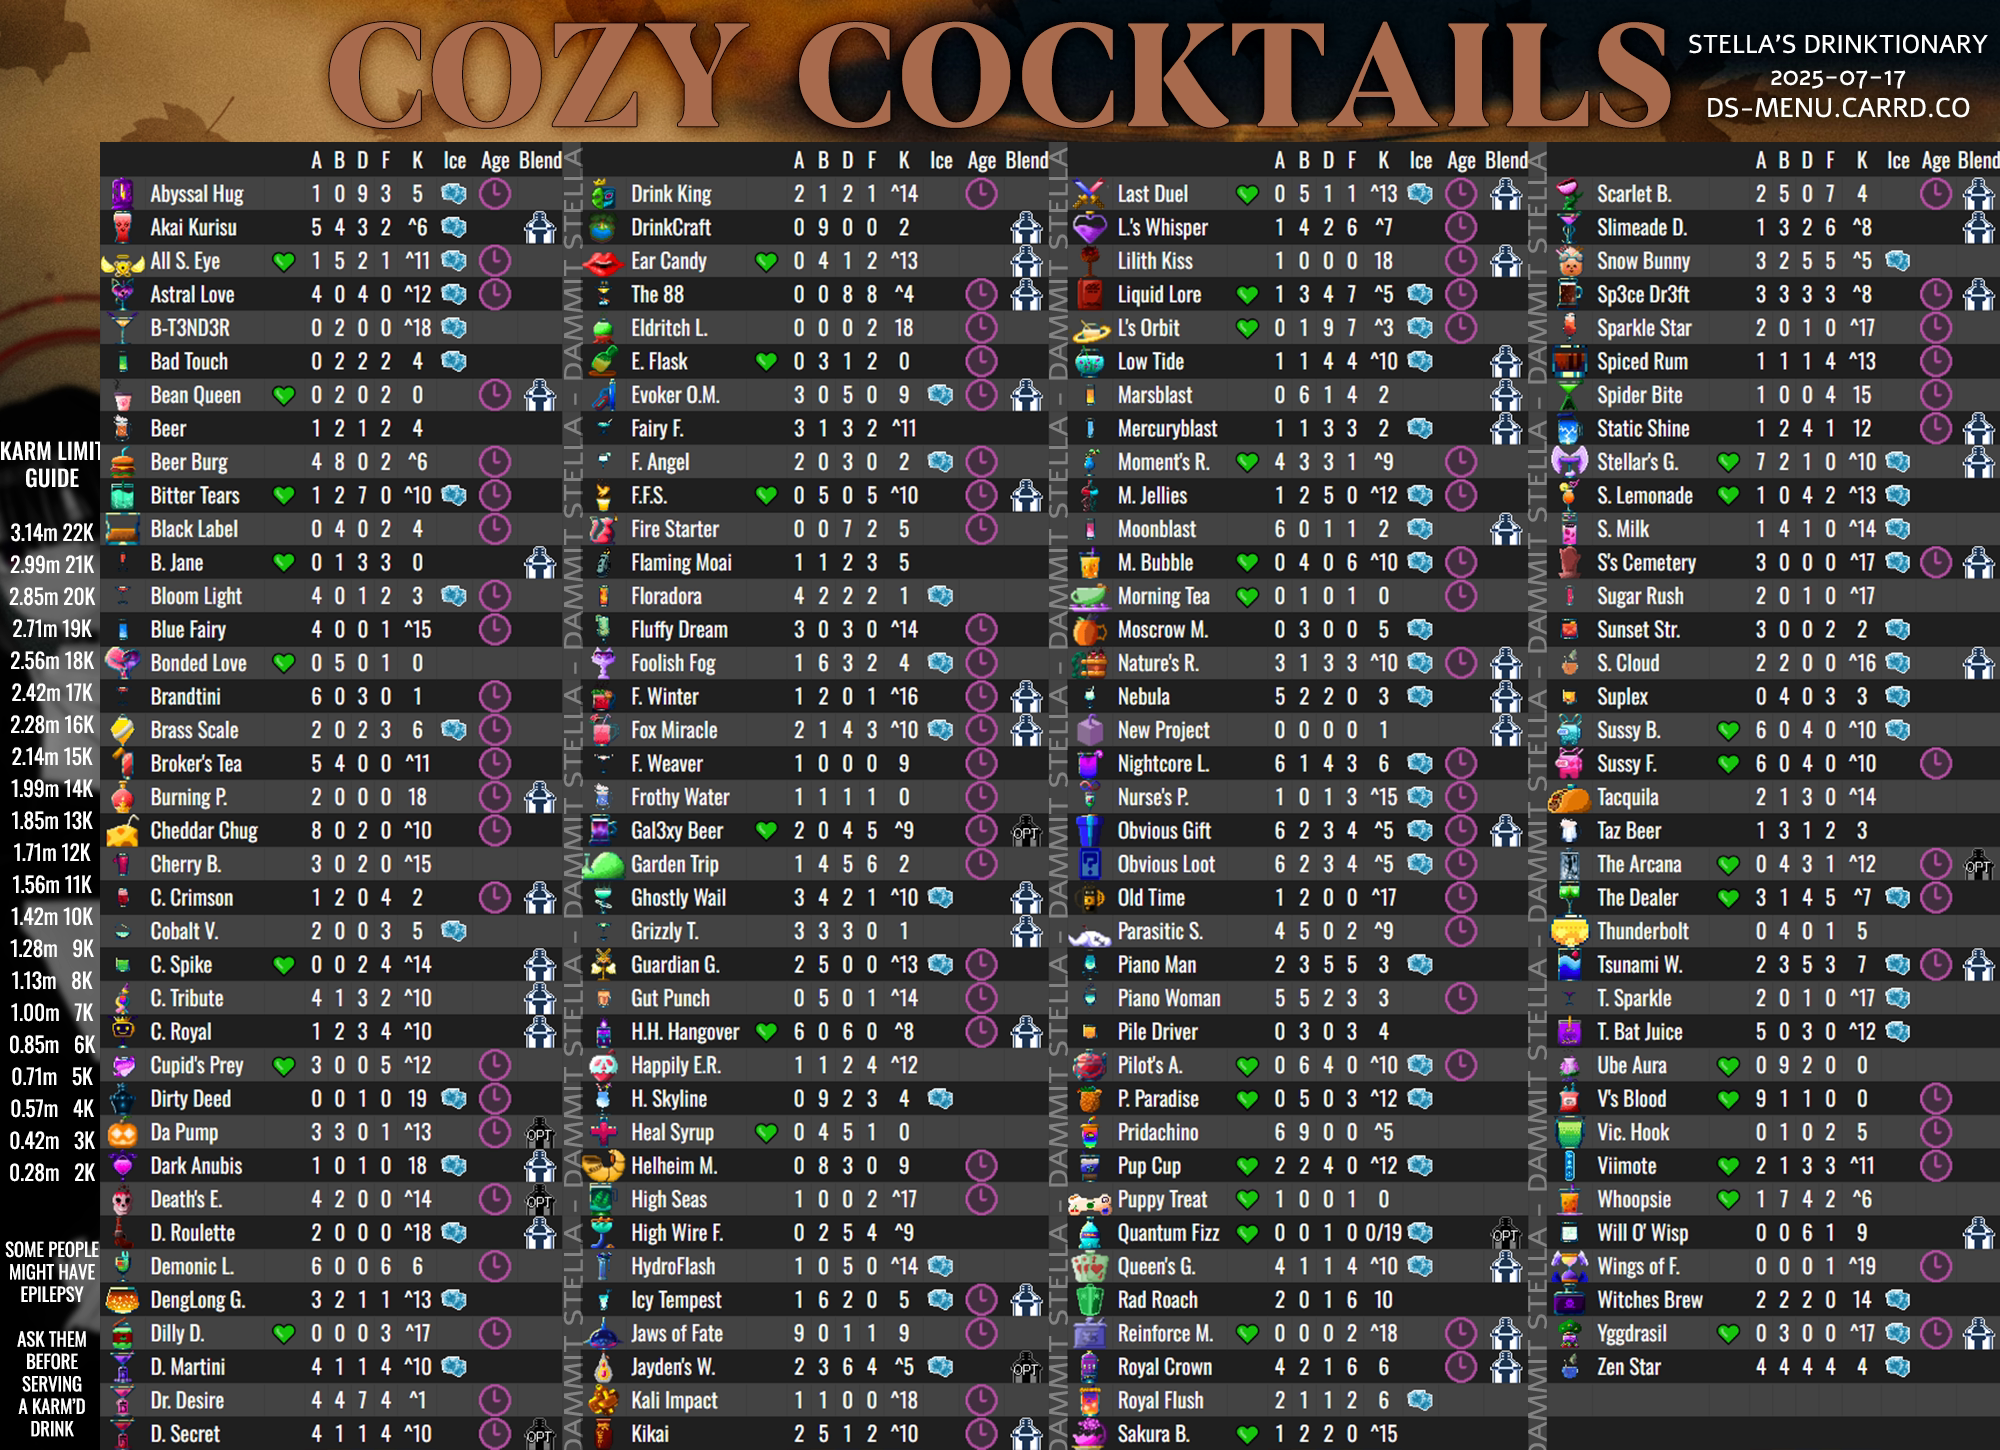 COZY COCKTAILS
STELLA'S DRINKTIONARY
2025-07-17
DS-MENU.CARRD.CO
KARM LIMIT
GUIDE
3.14m 22K
2.99m 21K
2.85m 20K
2.71m 19K
2.56m 18K
2.42m 17K
2.28m 16K
2.14m 15K
1.99m 14K
1.85m 13K
1.71m 12K
1.56m 11K
1.42m 10K
1.28m 9K
1.13m 8K
1.00m 7K
0.85m 6K
0.71m 5K
0.57m 4K
0.42m 3K
0.28m 2K
SOME PEOPLE
MIGHT HAVE
EPILEPSY
ASK THEM
BEFORE
SERVING
A KARM'D
DRINK
A B D F K Ice Age Blend
Abyssal Hug 1 0 9 3 5
Akai Kurisu 5 4 3 2 ^6
All S. Eye 1 5 2 1 ^11
Astral Love 4 0 4 0 ^12
B-T3ND3R 0 2 0 0 ^18
Bad Touch 0 2 2 2 4
Bean Queen 0 2 0 2 0
Beer 1 2 1 2 4
Beer Burg 4 8 0 2 ^6
Bitter Tears 1 2 7 0 ^10
Black Label 0 4 0 2 4
B. Jane 0 1 3 3 0
Bloom Light 4 0 1 2 3
Blue Fairy 4 0 0 1 ^15
Bonded Love 0 5 0 1 0
Brandtini 6 0 3 0 1
Brass Scale 2 0 2 3 6
Broker's Tea 5 4 0 0 ^11
Burning P. 2 0 0 0 18
Cheddar Chug 8 0 2 0 ^10
Cherry B. 3 0 2 0 ^15
C. Crimson 1 2 0 4 2
Cobalt V. 2 0 0 3 5
C. Spike 0 0 2 4 ^14
C. Tribute 4 1 3 2 ^10
C. Royal 1 2 3 4 ^10
Cupid's Prey 3 0 0 5 ^12
Dirty Deed 0 0 1 0 19
Da Pump 3 3 0 1 ^13 OPT
Dark Anubis 1 0 1 0 18
Death's E. 4 2 0 0 ^14 OPT
D. Roulette 2 0 0 0 ^18
Demonic L. 6 0 0 6 6
DengLong G. 3 2 1 1 ^13
Dilly D. 0 0 0 3 ^17
D. Martini 4 1 1 4 ^10
Dr. Desire 4 4 7 4 ^1
D. Secret 4 1 1 4 ^10 OPT
DAMMIT STELLA - DAMMIT STELLA - DAMMIT STELLA - DAMMIT STELLA - DAMMIT STELLA
A B D F K Ice Age Blend
Drink King 2 1 2 1 ^14
DrinkCraft 0 9 0 0 2
Ear Candy 0 4 1 2 ^13
The 88 0 0 8 8 ^4
Eldritch L. 0 0 0 2 18
E. Flask 0 3 1 2 0
Evoker O.M. 3 0 5 0 9
Fairy F. 3 1 3 2 ^11
F. Angel 2 0 3 0 2
F.F.S. 0 5 0 5 ^10
Fire Starter 0 0 7 2 5
Flaming Moai 1 1 2 3 5
Floradora 4 2 2 2 1
Fluffy Dream 3 0 3 0 ^14
Foolish Fog 1 6 3 2 4
F. Winter 1 2 0 1 ^16
Fox Miracle 2 1 4 3 ^10
F. Weaver 1 0 0 0 9
Frothy Water 1 1 1 1 0
Gal3xy Beer 2 0 4 5 ^9 OPT
Garden Trip 1 4 5 6 2
Ghostly Wail 3 4 2 1 ^10
Grizzly T. 3 3 3 0 1
Guardian G. 2 5 0 0 ^13
Gut Punch 0 5 0 1 ^14
H.H. Hangover 6 0 6 0 ^8
Happily E.R. 1 1 2 4 ^12
H. Skyline 0 9 2 3 4
Heal Syrup 0 4 5 1 0
Helheim M. 0 8 3 0 9
High Seas 1 0 0 2 ^17
High Wire F. 0 2 5 4 ^9
HydroFlash 1 0 5 0 ^14
Icy Tempest 1 6 2 0 5
Jaws of Fate 9 0 1 1 9
Jayden's W. 2 3 6 4 ^5 OPT
Kali Impact 1 1 0 0 ^18
Kikai 2 5 1 2 ^10
DAMMIT STELLA - DAMMIT STELLA - DAMMIT STELLA - DAMMIT STELLA - DAMMIT STELLA
A B D F K Ice Age Blend
Last Duel 0 5 1 1 ^13
L.'s Whisper 1 4 2 6 ^7
Lilith Kiss 1 0 0 0 18
Liquid Lore 1 3 4 7 ^5
L's Orbit 0 1 9 7 ^3
Low Tide 1 1 4 4 ^10
Marsblast 0 6 1 4 2
Mercuryblast 1 1 3 3 2
Moment's R. 4 3 3 1 ^9
M. Jellies 1 2 5 0 ^12
Moonblast 6 0 1 1 2
M. Bubble 0 4 0 6 ^10
Morning Tea 0 1 0 1 0
Moscrow M. 0 3 0 0 5
Nature's R. 3 1 3 3 ^10
Nebula 5 2 2 0 3
New Project 0 0 0 0 1
Nightcore L. 6 1 4 3 6
Nurse's P. 1 0 1 3 ^15
Obvious Gift 6 2 3 4 ^5
Obvious Loot 6 2 3 4 ^5
Old Time 1 2 0 0 ^17
Parasitic S. 4 5 0 2 ^9
Piano Man 2 3 5 5 3
Piano Woman 5 5 2 3 3
Pile Driver 0 3 0 3 4
Pilot's A. 0 6 4 0 ^10
P. Paradise 0 5 0 3 ^12
Pridachino 6 9 0 0 ^5
Pup Cup 2 2 4 0 ^12
Puppy Treat 1 0 0 1 0
Quantum Fizz 0 0 1 0 0/19 OPT
Queen's G. 4 1 1 4 ^10
Rad Roach 2 0 1 6 10
Reinforce M. 0 0 0 2 ^18
Royal Crown 4 2 1 6 6
Royal Flush 2 1 1 2 6
Sakura B. 1 2 2 0 ^15
DAMMIT STELLA - DAMMIT STELLA - DAMMIT STELLA - DAMMIT STELLA - DAMMIT STELLA
A B D F K Ice Age Blend
Scarlet B. 2 5 0 7 4
Slimeade D. 1 3 2 6 ^8
Snow Bunny 3 2 5 5 ^5
Sp3ce Dr3ft 3 3 3 3 ^8
Sparkle Star 2 0 1 0 ^17
Spiced Rum 1 1 1 4 ^13
Spider Bite 1 0 0 4 15
Static Shine 1 2 4 1 12
Stellar's G. 7 2 1 0 ^10
S. Lemonade 1 0 4 2 ^13
S. Milk 1 4 1 0 ^14
S's Cemetery 3 0 0 0 ^17
Sugar Rush 2 0 1 0 ^17
Sunset Str. 3 0 0 2 2
S. Cloud 2 2 0 0 ^16
Suplex 0 4 0 3 3
Sussy B. 6 0 4 0 ^10
Sussy F. 6 0 4 0 ^10
Tacquila 2 1 3 0 ^14
Taz Beer 1 3 1 2 3
The Arcana 0 4 3 1 ^12 OPT
The Dealer 3 1 4 5 ^7
Thunderbolt 0 4 0 1 5
Tsunami W. 2 3 5 3 7
T. Sparkle 2 0 1 0 ^17
T. Bat Juice 5 0 3 0 ^12
Ube Aura 0 9 2 0 0
V's Blood 9 1 1 0 0
Vic. Hook 0 1 0 2 5
Viimote 2 1 3 3 ^11
Whoopsie 1 7 4 2 ^6
Will O' Wisp 0 0 6 1 9
Wings of F. 0 0 0 1 ^19
Witches Brew 2 2 2 0 14
Yggdrasil 0 3 0 0 ^17
Zen Star 4 4 4 4 4